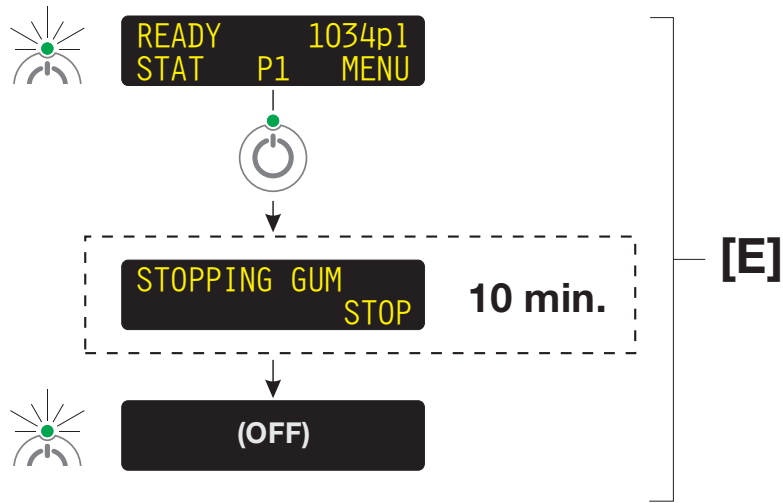 READY 1034pl
STAT P1 MENU
STOPPING GUM
STOP
10 min.
(OFF)
[E]